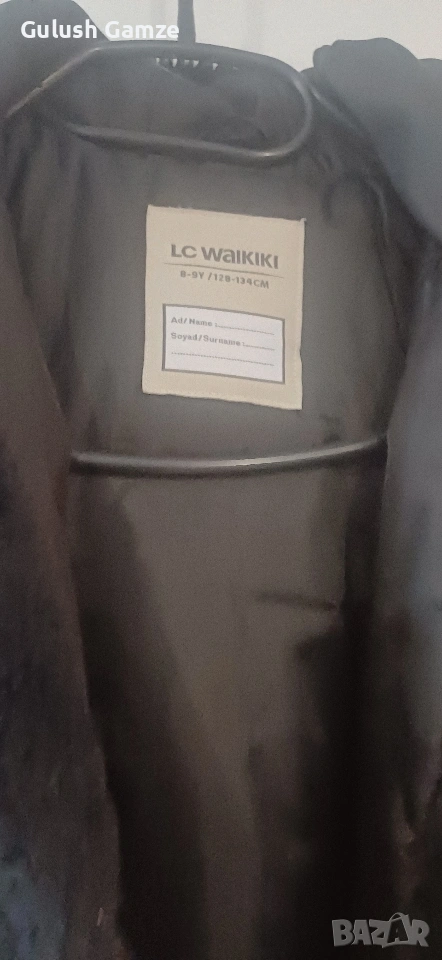 Gulush Gamze
LC WAIKIKI
8-9Y /128-134CM
Ad/Name :
Soyad/Surname :
BAZAR